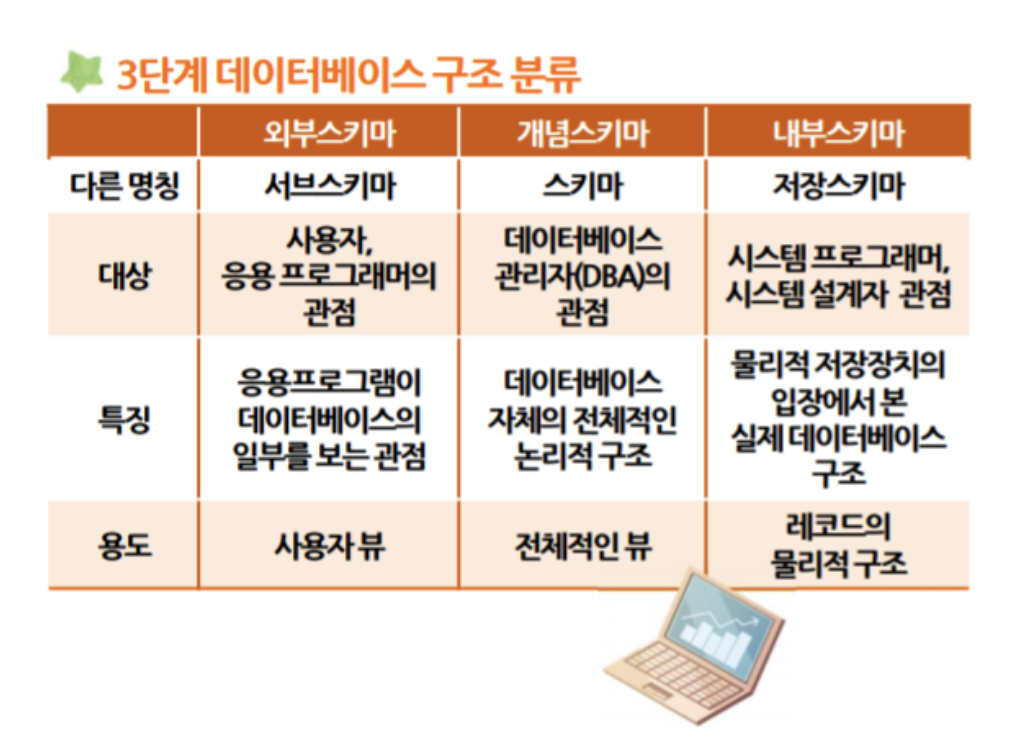 3단계 데이터베이스 구조 분류
외부스키마 개념스키마 내부스키마
다른 명칭 서브스키마 스키마 저장스키마
대상
사용자,
응용 프로그래머의
관점
데이터베이스
관리자(DBA)의
관점
시스템 프로그래머,
시스템 설계자 관점
특징
응용프로그램이
데이터베이스의
일부를 보는 관점
데이터베이스
자체의 전체적인
논리적 구조
물리적 저장장치의
입장에서 본
실제 데이터베이스
구조
용도
사용자 뷰
전체적인 뷰
레코드의
물리적 구조